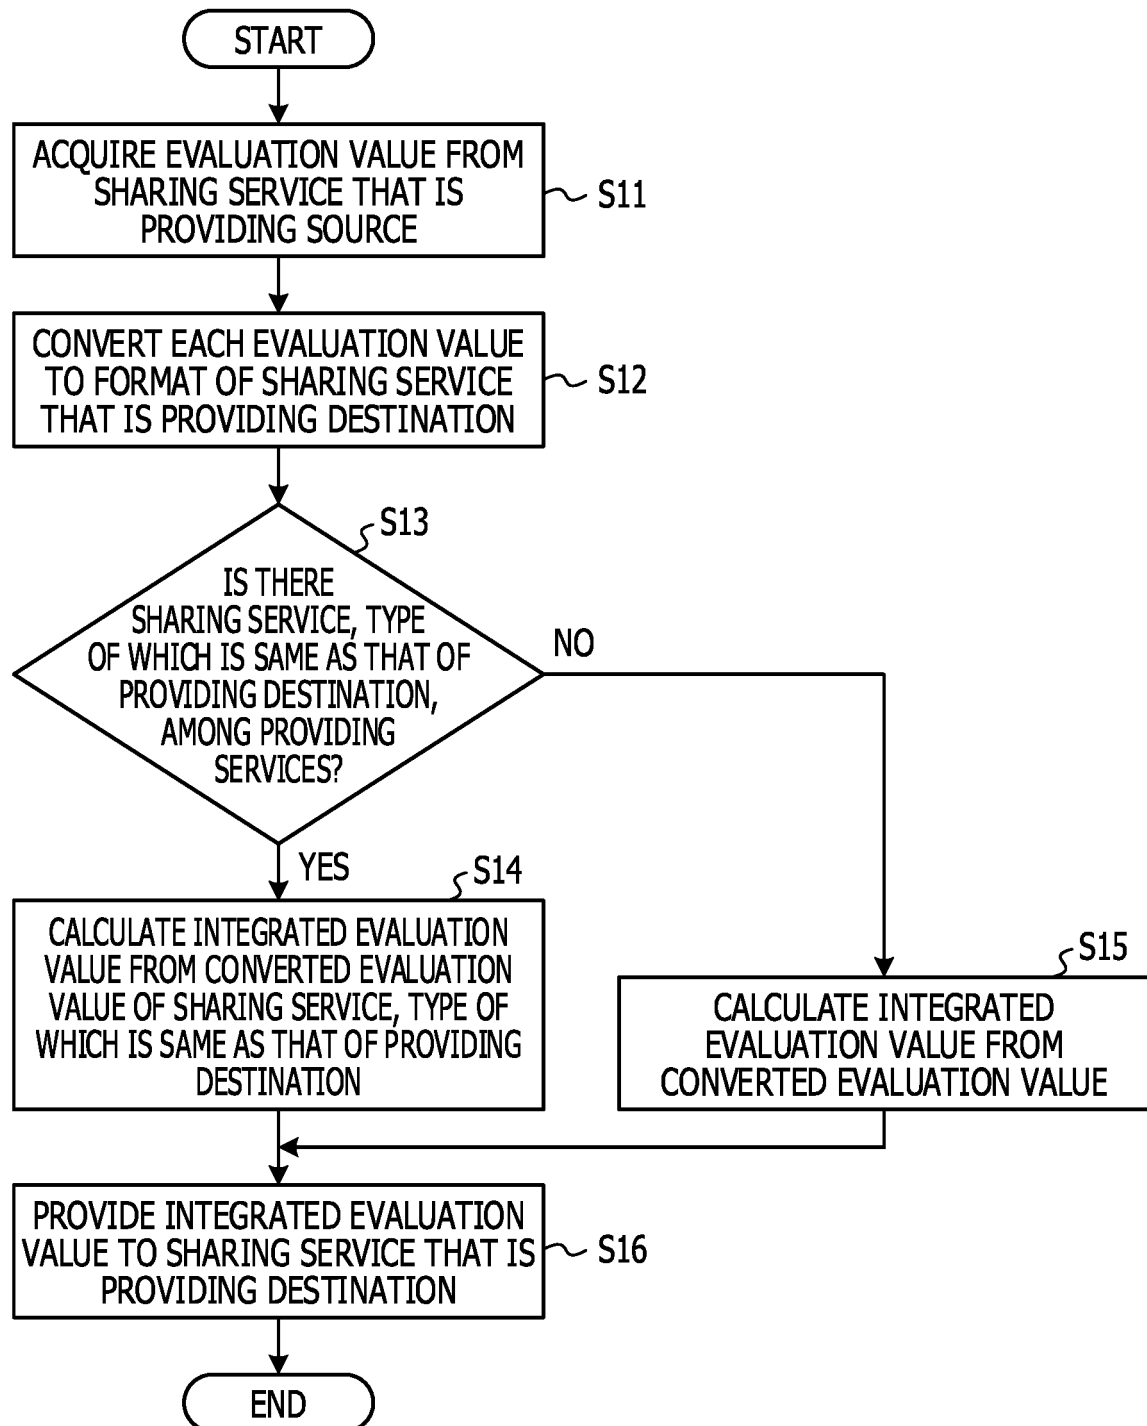 START
ACQUIRE EVALUATION VALUE FROM
SHARING SERVICE THAT IS
PROVIDING SOURCE
S11
CONVERT EACH EVALUATION VALUE
TO FORMAT OF SHARING SERVICE
THAT IS PROVIDING DESTINATION
S12
S13
IS THERE
SHARING SERVICE, TYPE
OF WHICH IS SAME AS THAT OF
PROVIDING DESTINATION,
AMONG PROVIDING
SERVICES?
NO
YES
S14
CALCULATE INTEGRATED EVALUATION
VALUE FROM CONVERTED EVALUATION
VALUE OF SHARING SERVICE, TYPE OF
WHICH IS SAME AS THAT OF PROVIDING
DESTINATION
S15
CALCULATE INTEGRATED
EVALUATION VALUE FROM
CONVERTED EVALUATION VALUE
PROVIDE INTEGRATED EVALUATION
VALUE TO SHARING SERVICE THAT IS
PROVIDING DESTINATION
S16
END